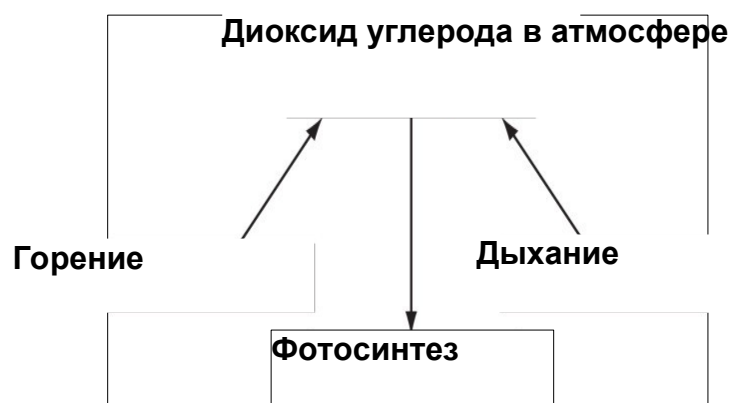 Диоксид углерода в атмосфере
Горение
Дыхание
Фотосинтез